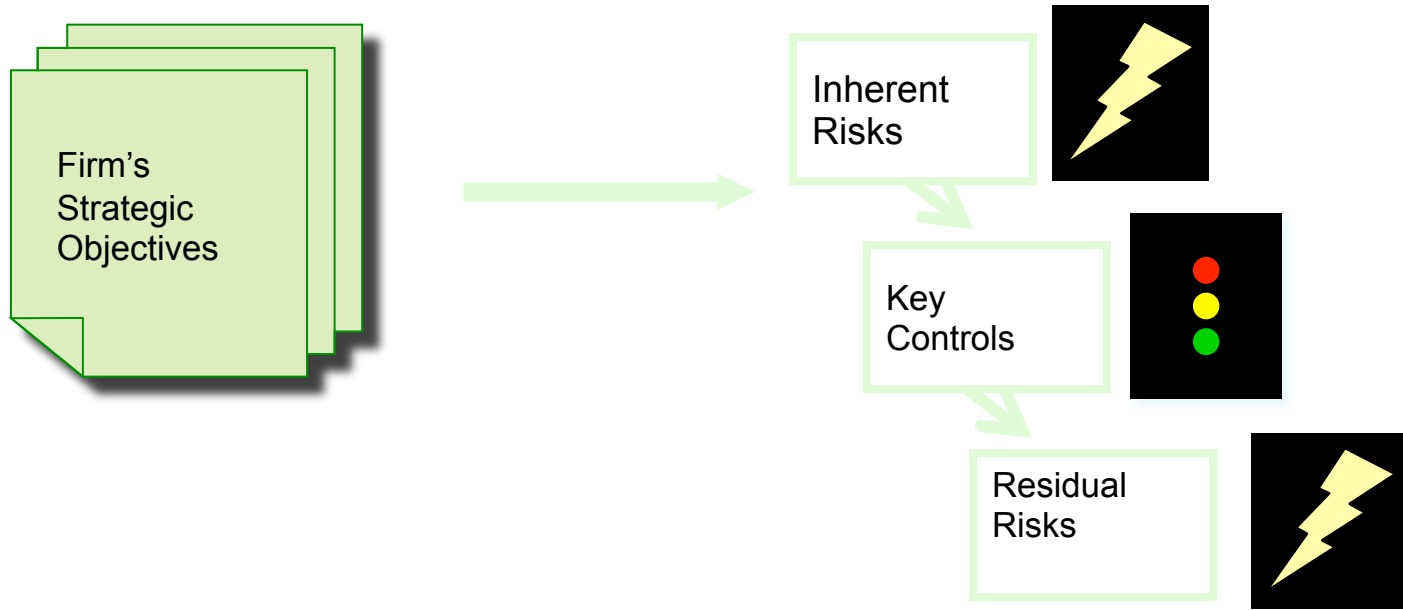 Firm’s
Strategic
Objectives
Inherent
Risks
Key
Controls
Residual
Risks